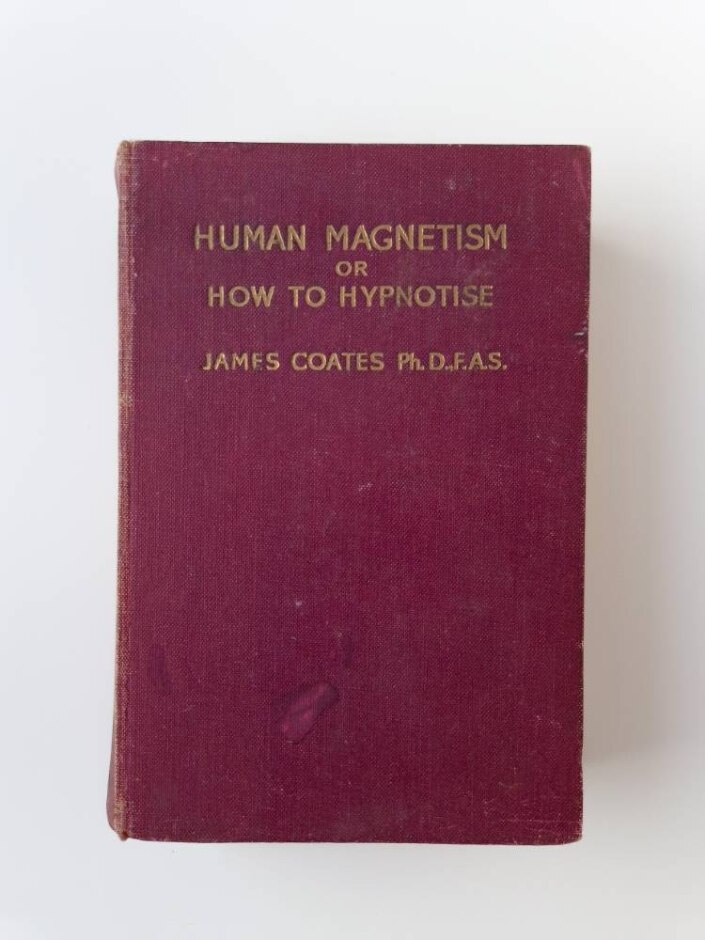 HUMAN MAGNETISM
OR
HOW TO HYPNOTISE
JAMES COATES Ph.D.,F.A.S.